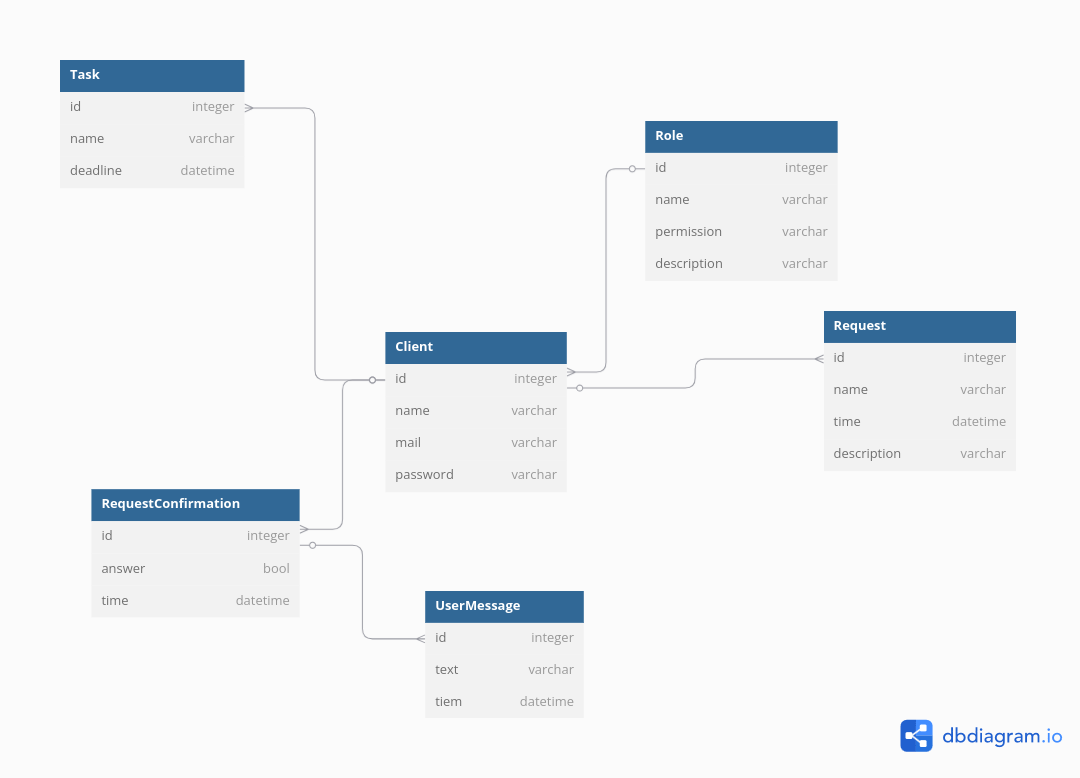 Task
id integer
name varchar
deadline datetime
Role
id integer
name varchar
permission varchar
description varchar
Request
id integer
name varchar
time datetime
description varchar
Client
id integer
name varchar
mail varchar
password varchar
RequestConfirmation
id integer
answer bool
time datetime
UserMessage
id integer
text varchar
tiem datetime
dbdiagram.io